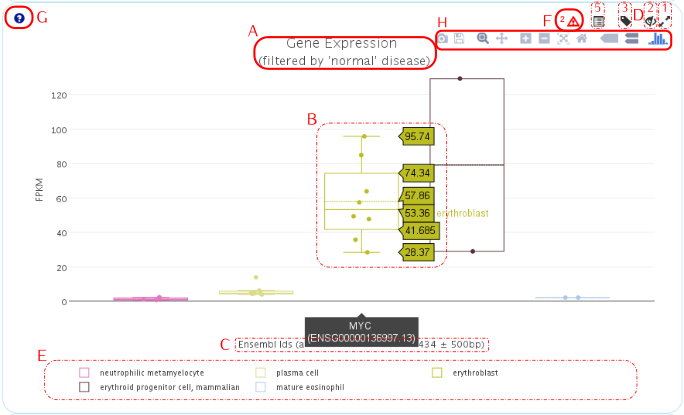 G
?
A
Gene Expression
(filtered by 'normal' disease)
F
2
5
3
D
2
1
H
B
FPKM
120
100
80
60
40
20
0
95.74
74.34
57.86
53.36
41.685
28.37
erythroblast
MYC
(ENSG00000136997.13)
C
Ensembl Ids (a
434 ± 500bp)
E
neutrophilic metamyelocyte
plasma cell
erythroblast
erythroid progenitor cell, mammalian
mature eosinophil